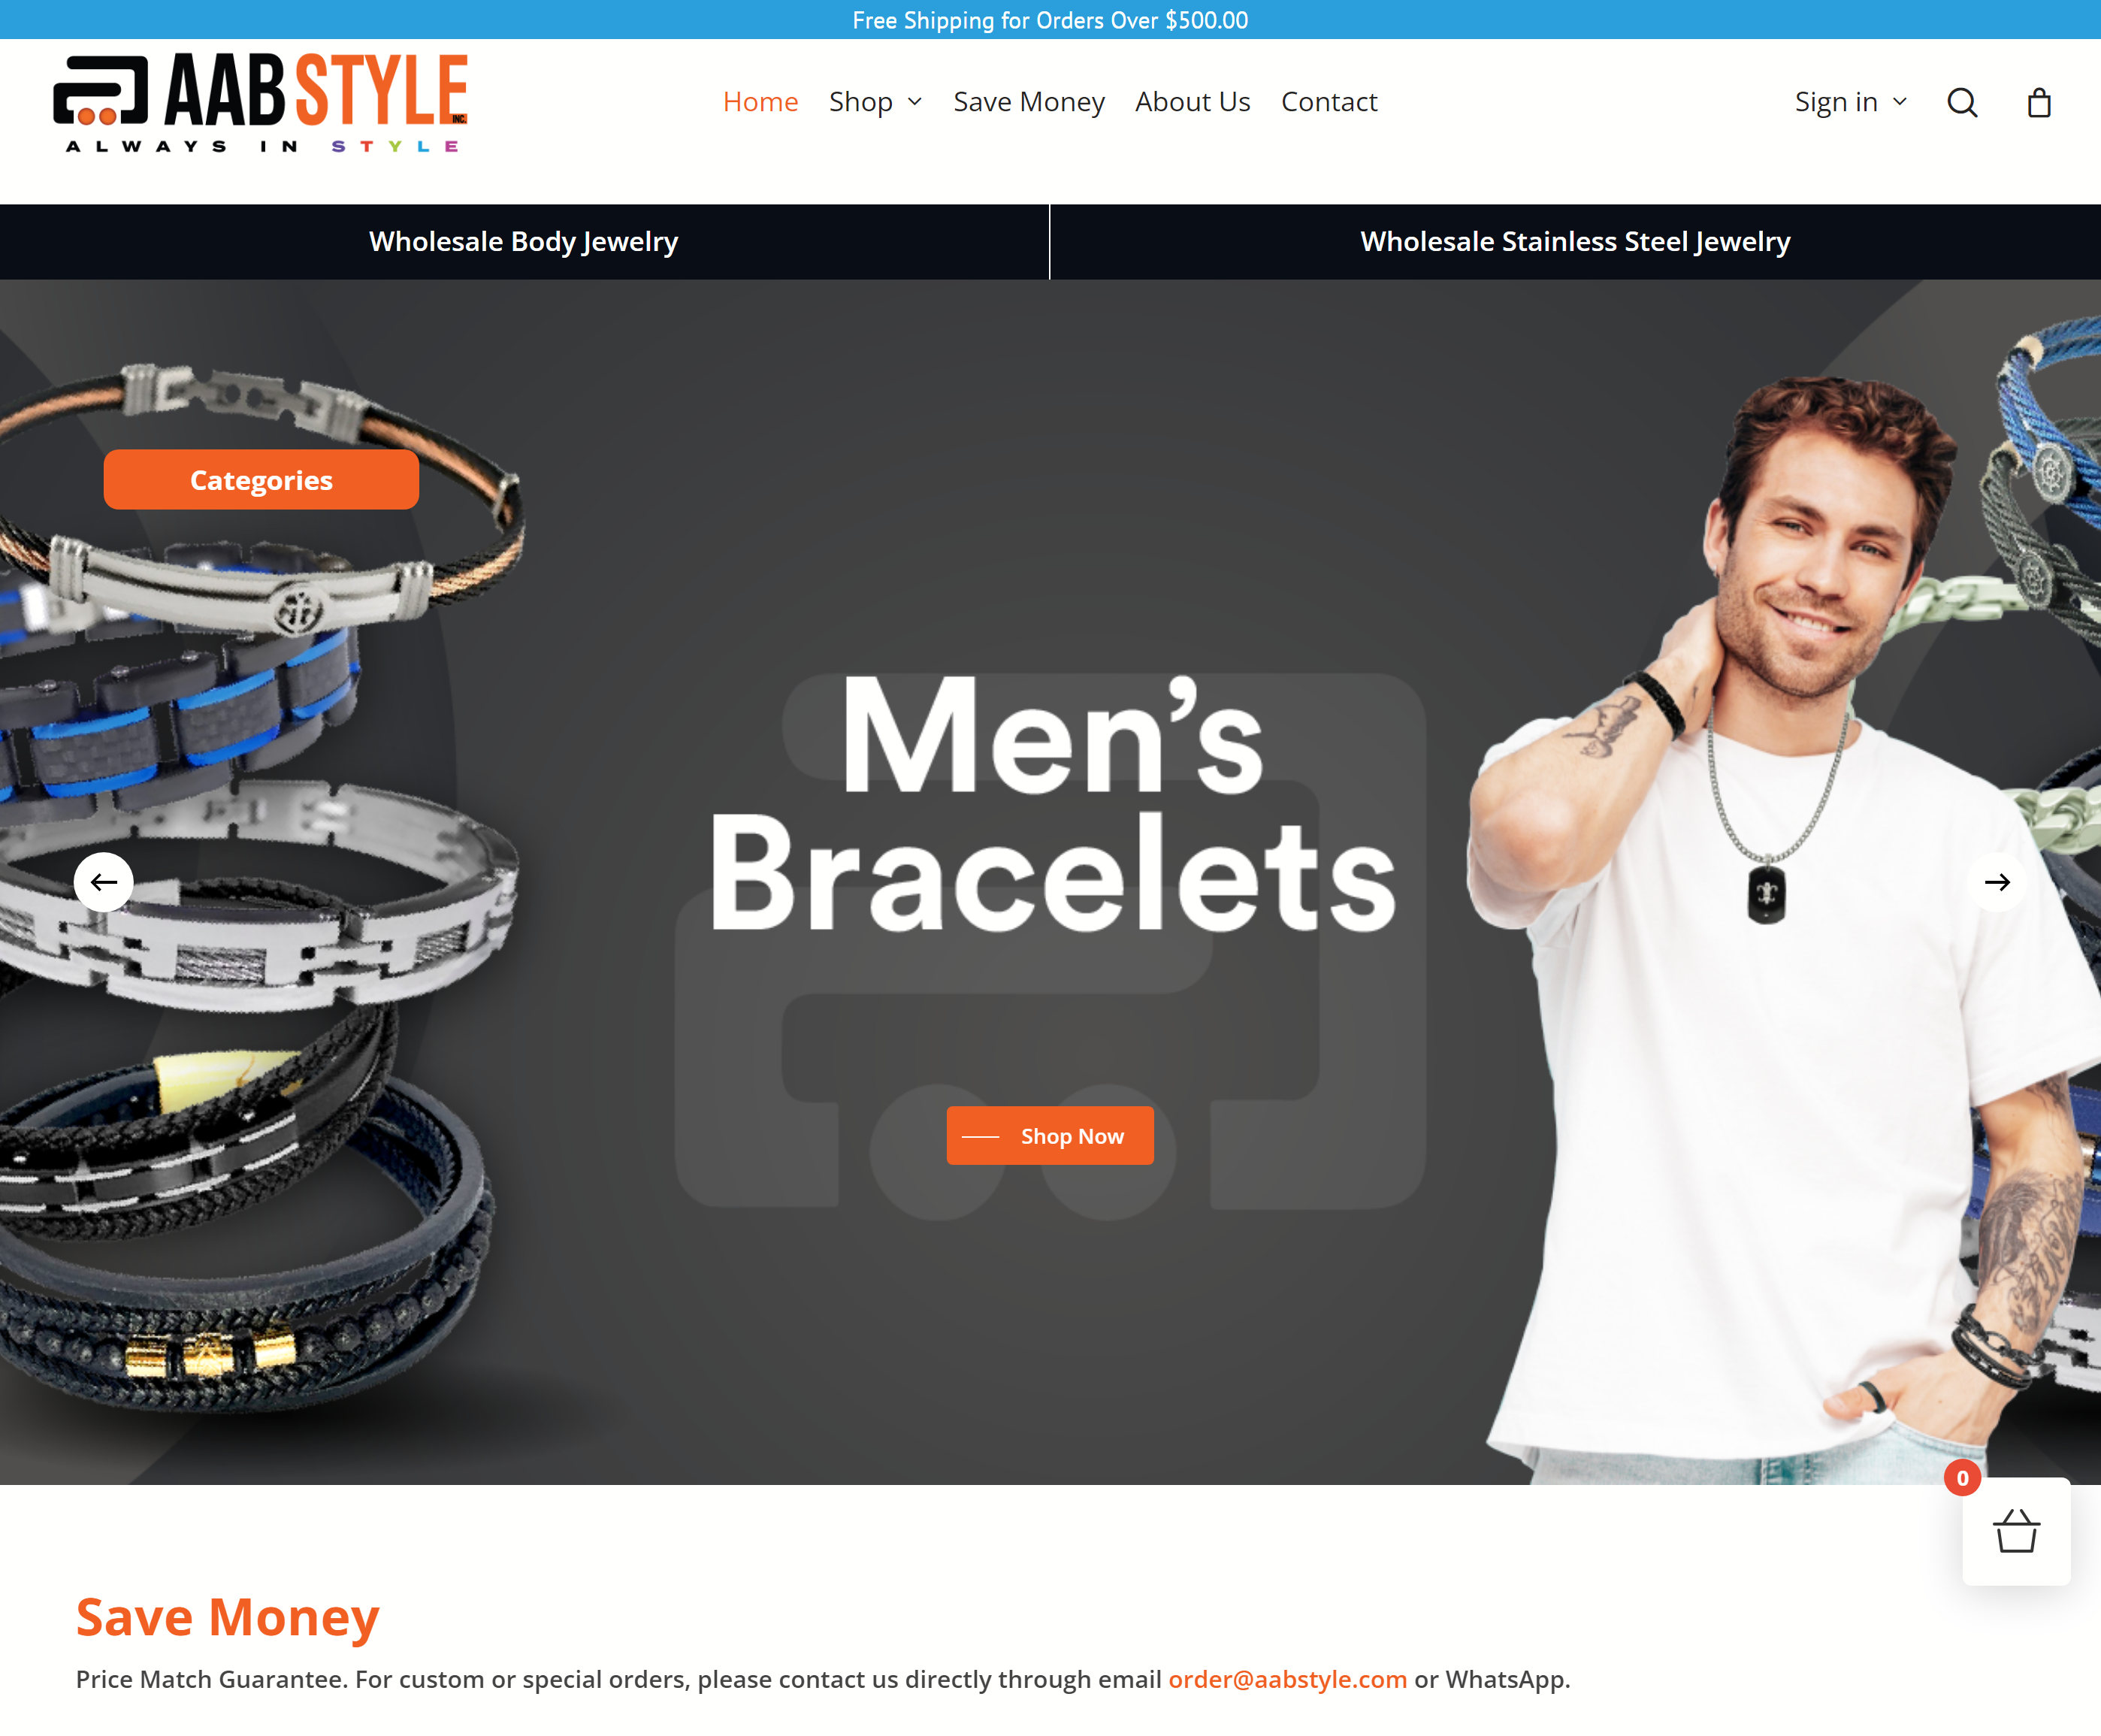 Free Shipping for Orders Over $500.00
AAB STYLE INC.
ALWAYS IN STYLE
Home Shop Save Money About Us Contact
Sign in
Wholesale Body Jewelry
Wholesale Stainless Steel Jewelry
Categories
Men’s
Bracelets
Shop Now
0
Save Money
Price Match Guarantee. For custom or special orders, please contact us directly through email order@aabstyle.com or WhatsApp.